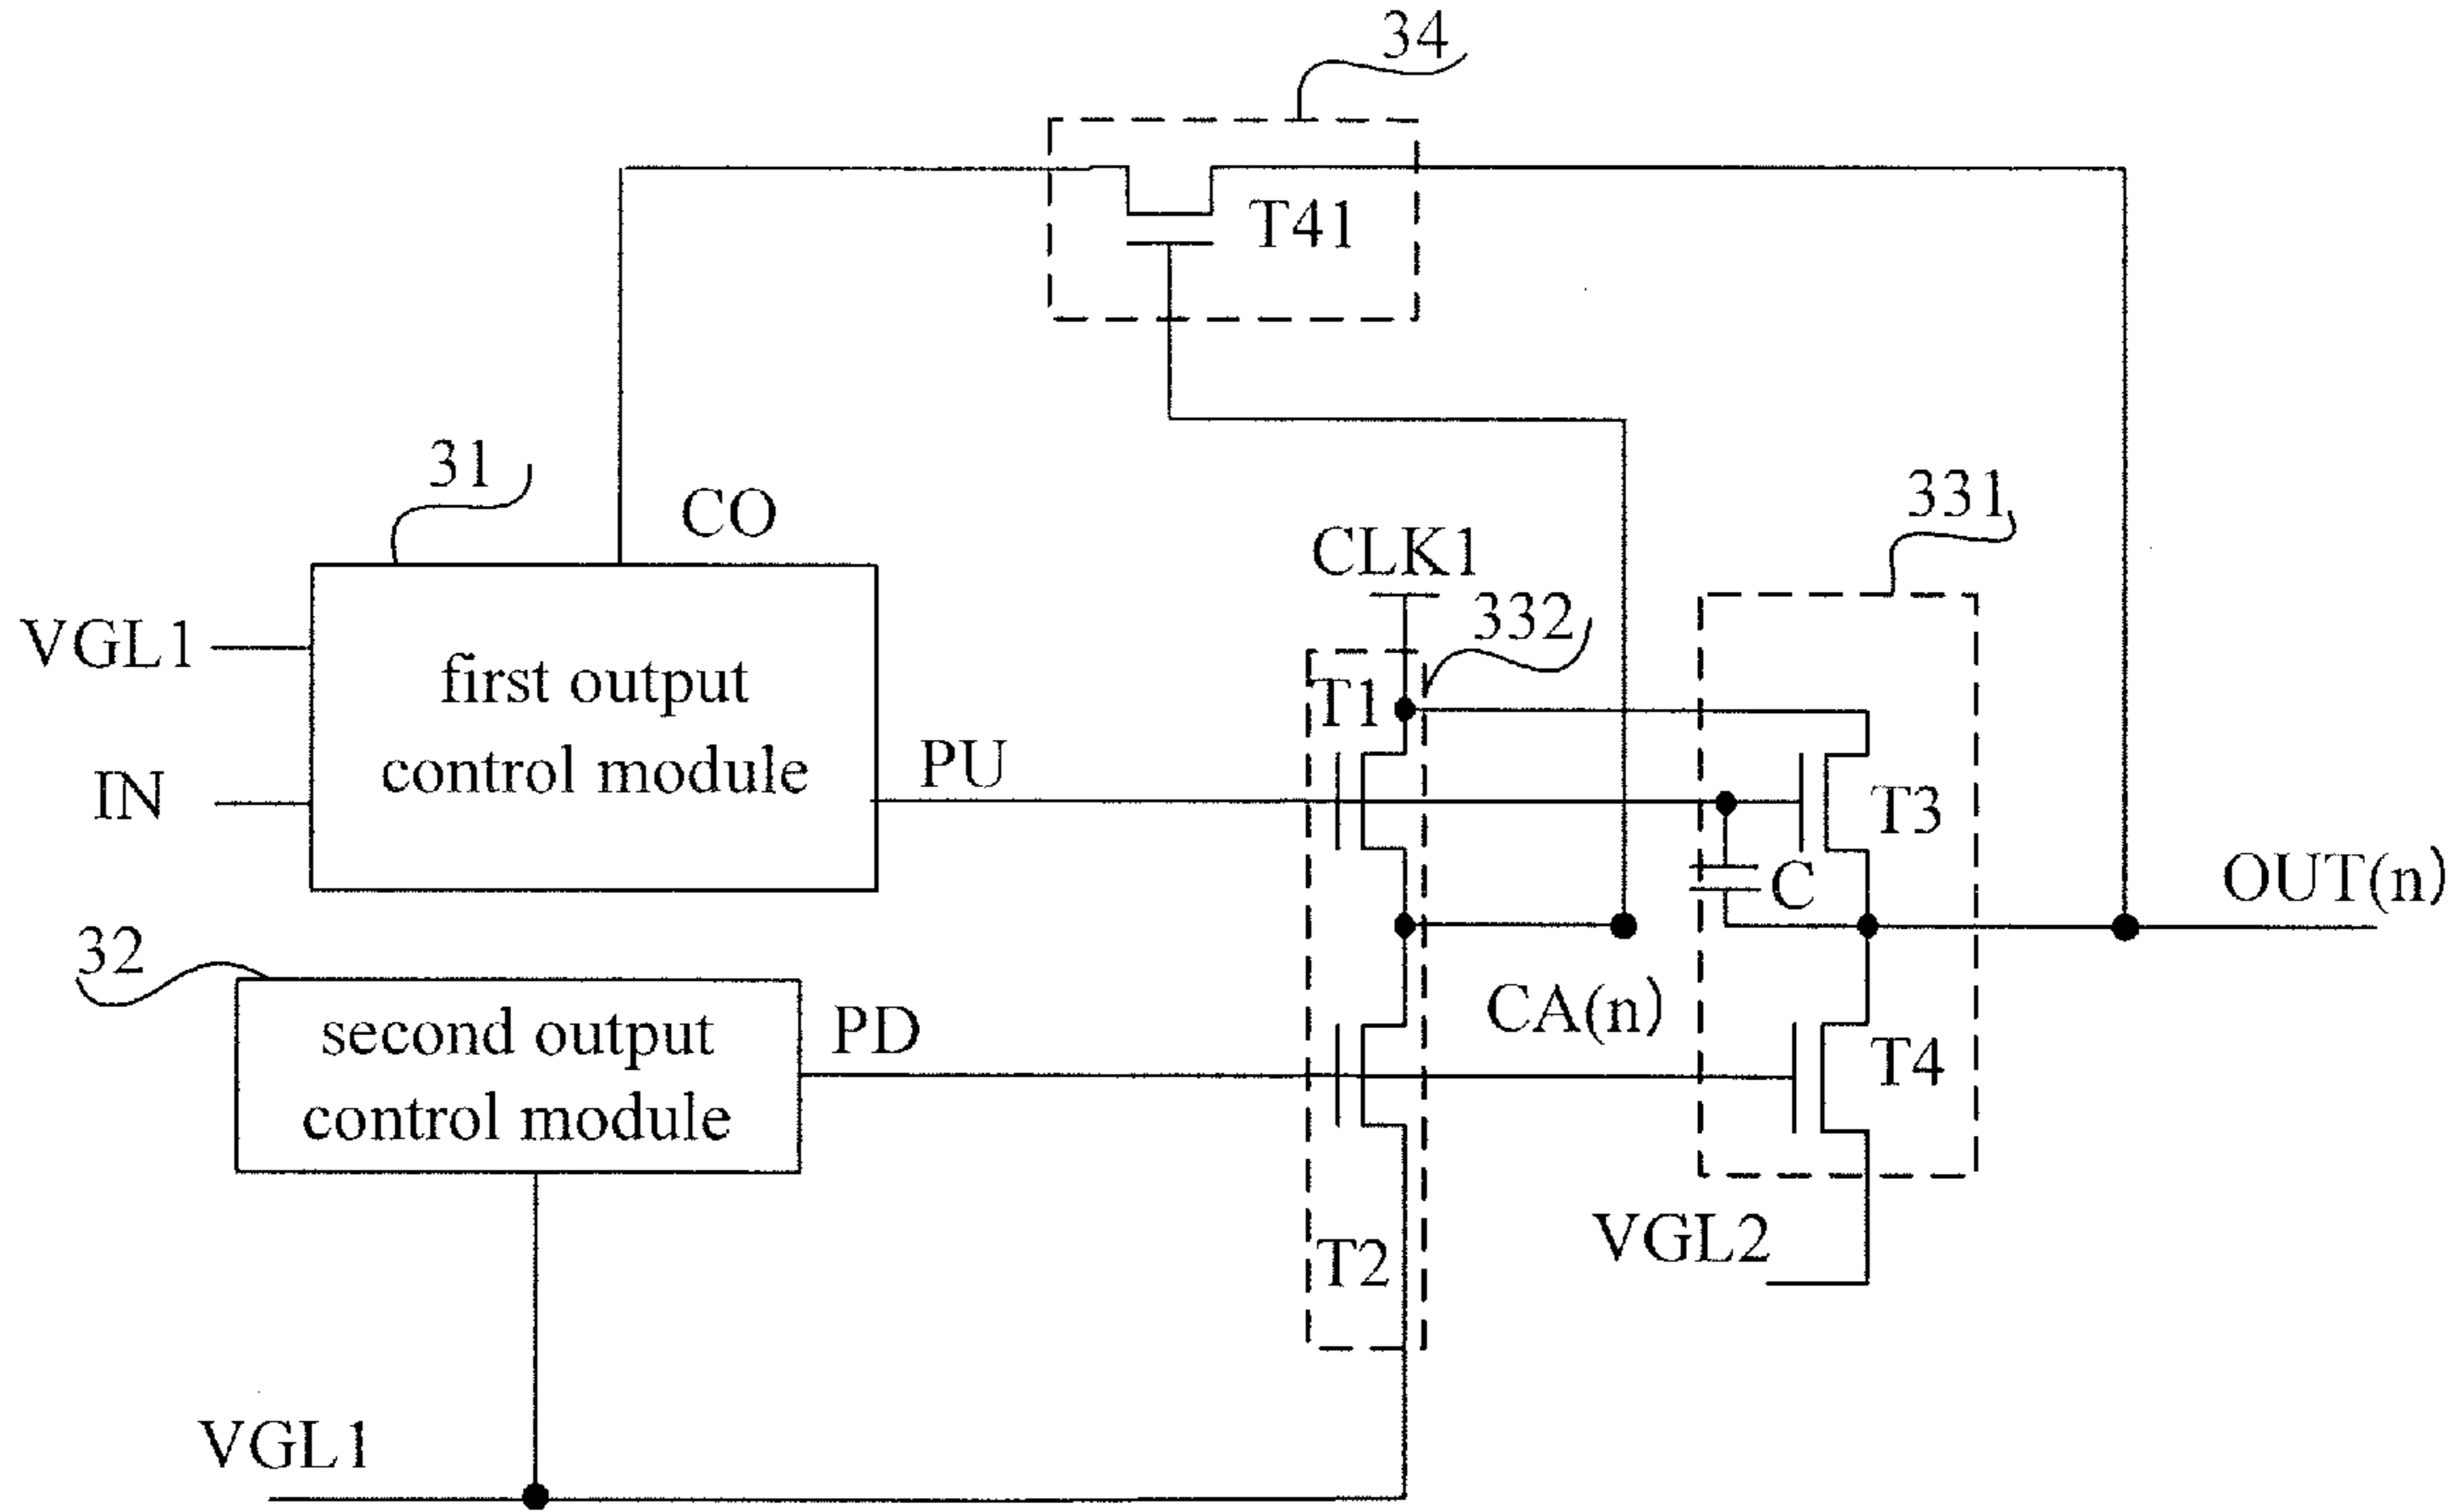 34
T41
31
CO
331
CLK1
332
VGL1
first output
control module
T1
IN
PU
T3
C
OUT(n)
32
second output
control module
PD
CA(n)
T4
VGL2
T2
VGL1